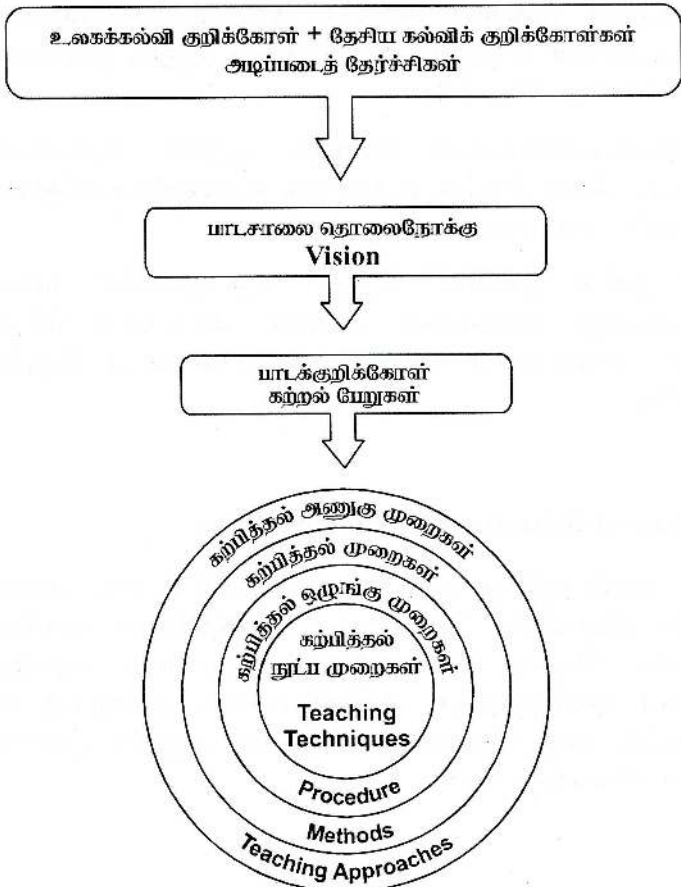 உலகக்கல்வி குறிக்கோள் + தேசிய கல்விக் குறிக்கோள்கள்
அடிப்படைத் தேர்ச்சிகள்
பாடசாலை தொலைநோக்கு
Vision
பாடக்குறிக்கோள்
கற்றல் பேறுகள்
கற்பித்தல் அணுகு முறைகள்
கற்பித்தல் முறைகள்
கற்பித்தல் ஒழுங்கு முறைகள்
கற்பித்தல்
நுட்ப முறைகள்
Teaching
Techniques
Procedure
Methods
Teaching Approaches